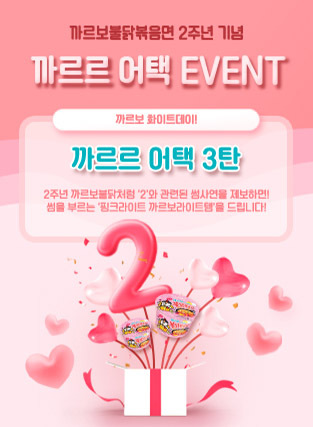 까르보불닭볶음면 2주년 기념
까르르 어택 EVENT
까르보 화이트데이!
까르르 어택 3탄
2주년 까르보불닭처럼 '2'와 관련된 썸사연을 제보하면!
썸을 부르는 '핑크라이트 까르보라이트템'을 드립니다!
2